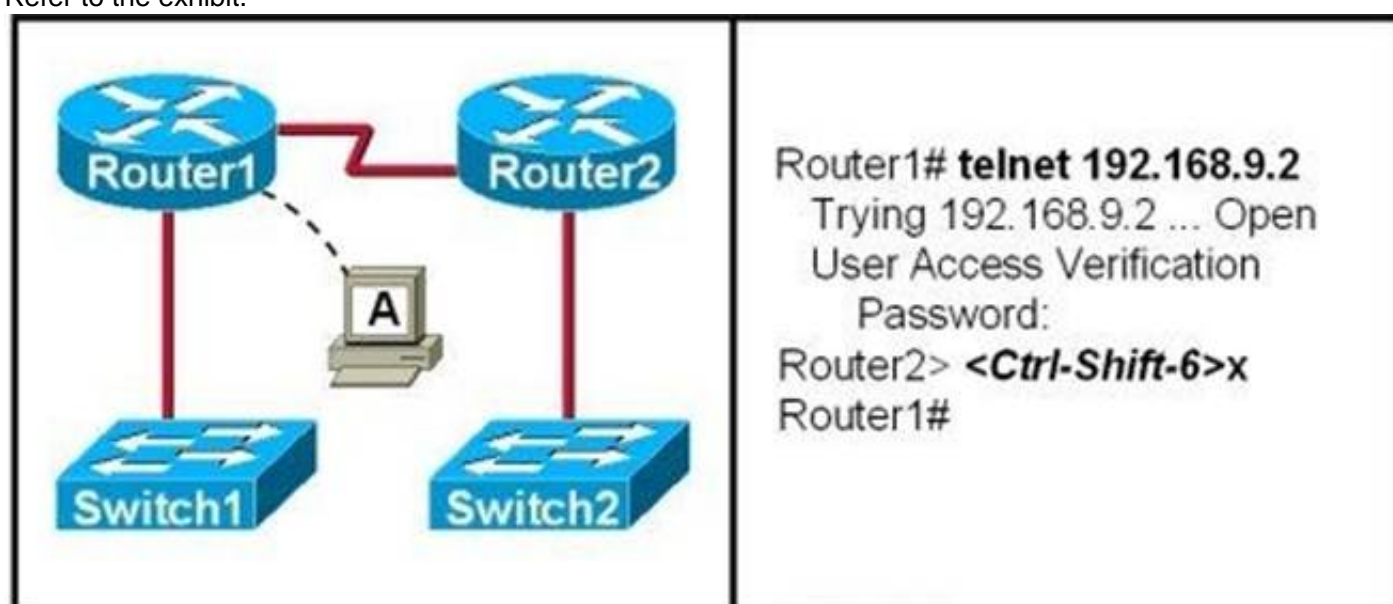 Refer to the exhibit.
Router1
Router2
A
Switch1
Switch2
Router1# telnet 192.168.9.2
Trying 192.168.9.2 ... Open
User Access Verification
Password:
Router2> <Ctrl-Shift-6>x
Router1#